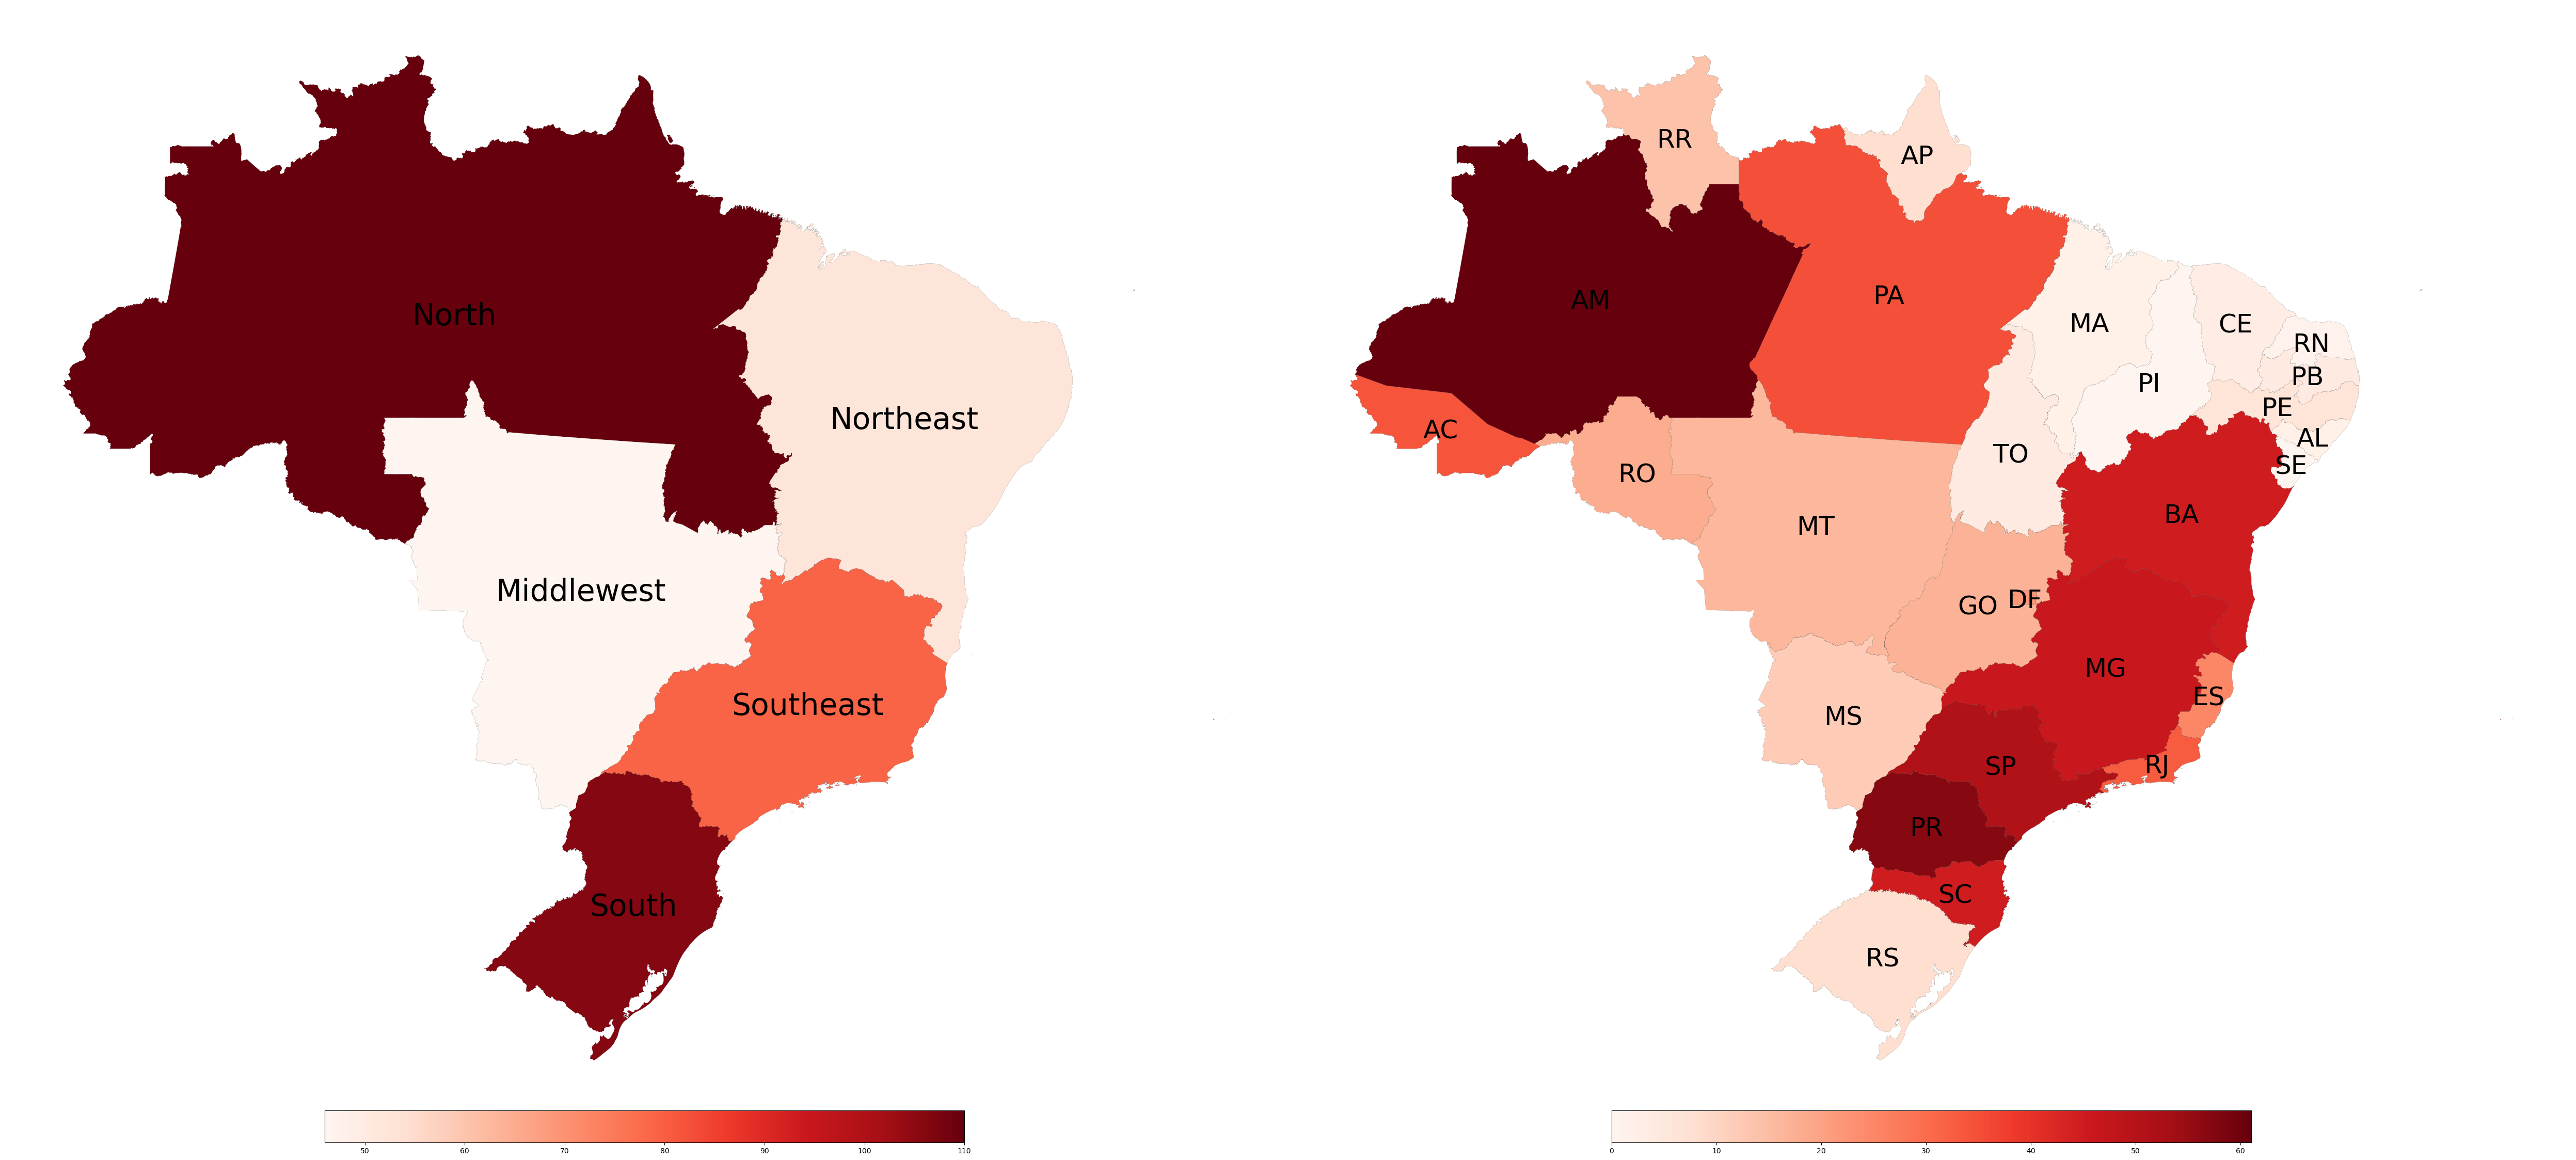 North
Northeast
Middlewest
Southeast
South
50 60 70 80 90 100 110
RR
AP
AM
PA
MA
CE
RN
PB
PI
PE
AL
AC
SE
TO
RO
BA
MT
GO DF
MG
ES
MS
SP
RJ
PR
SC
RS
0 10 20 30 40 50 60